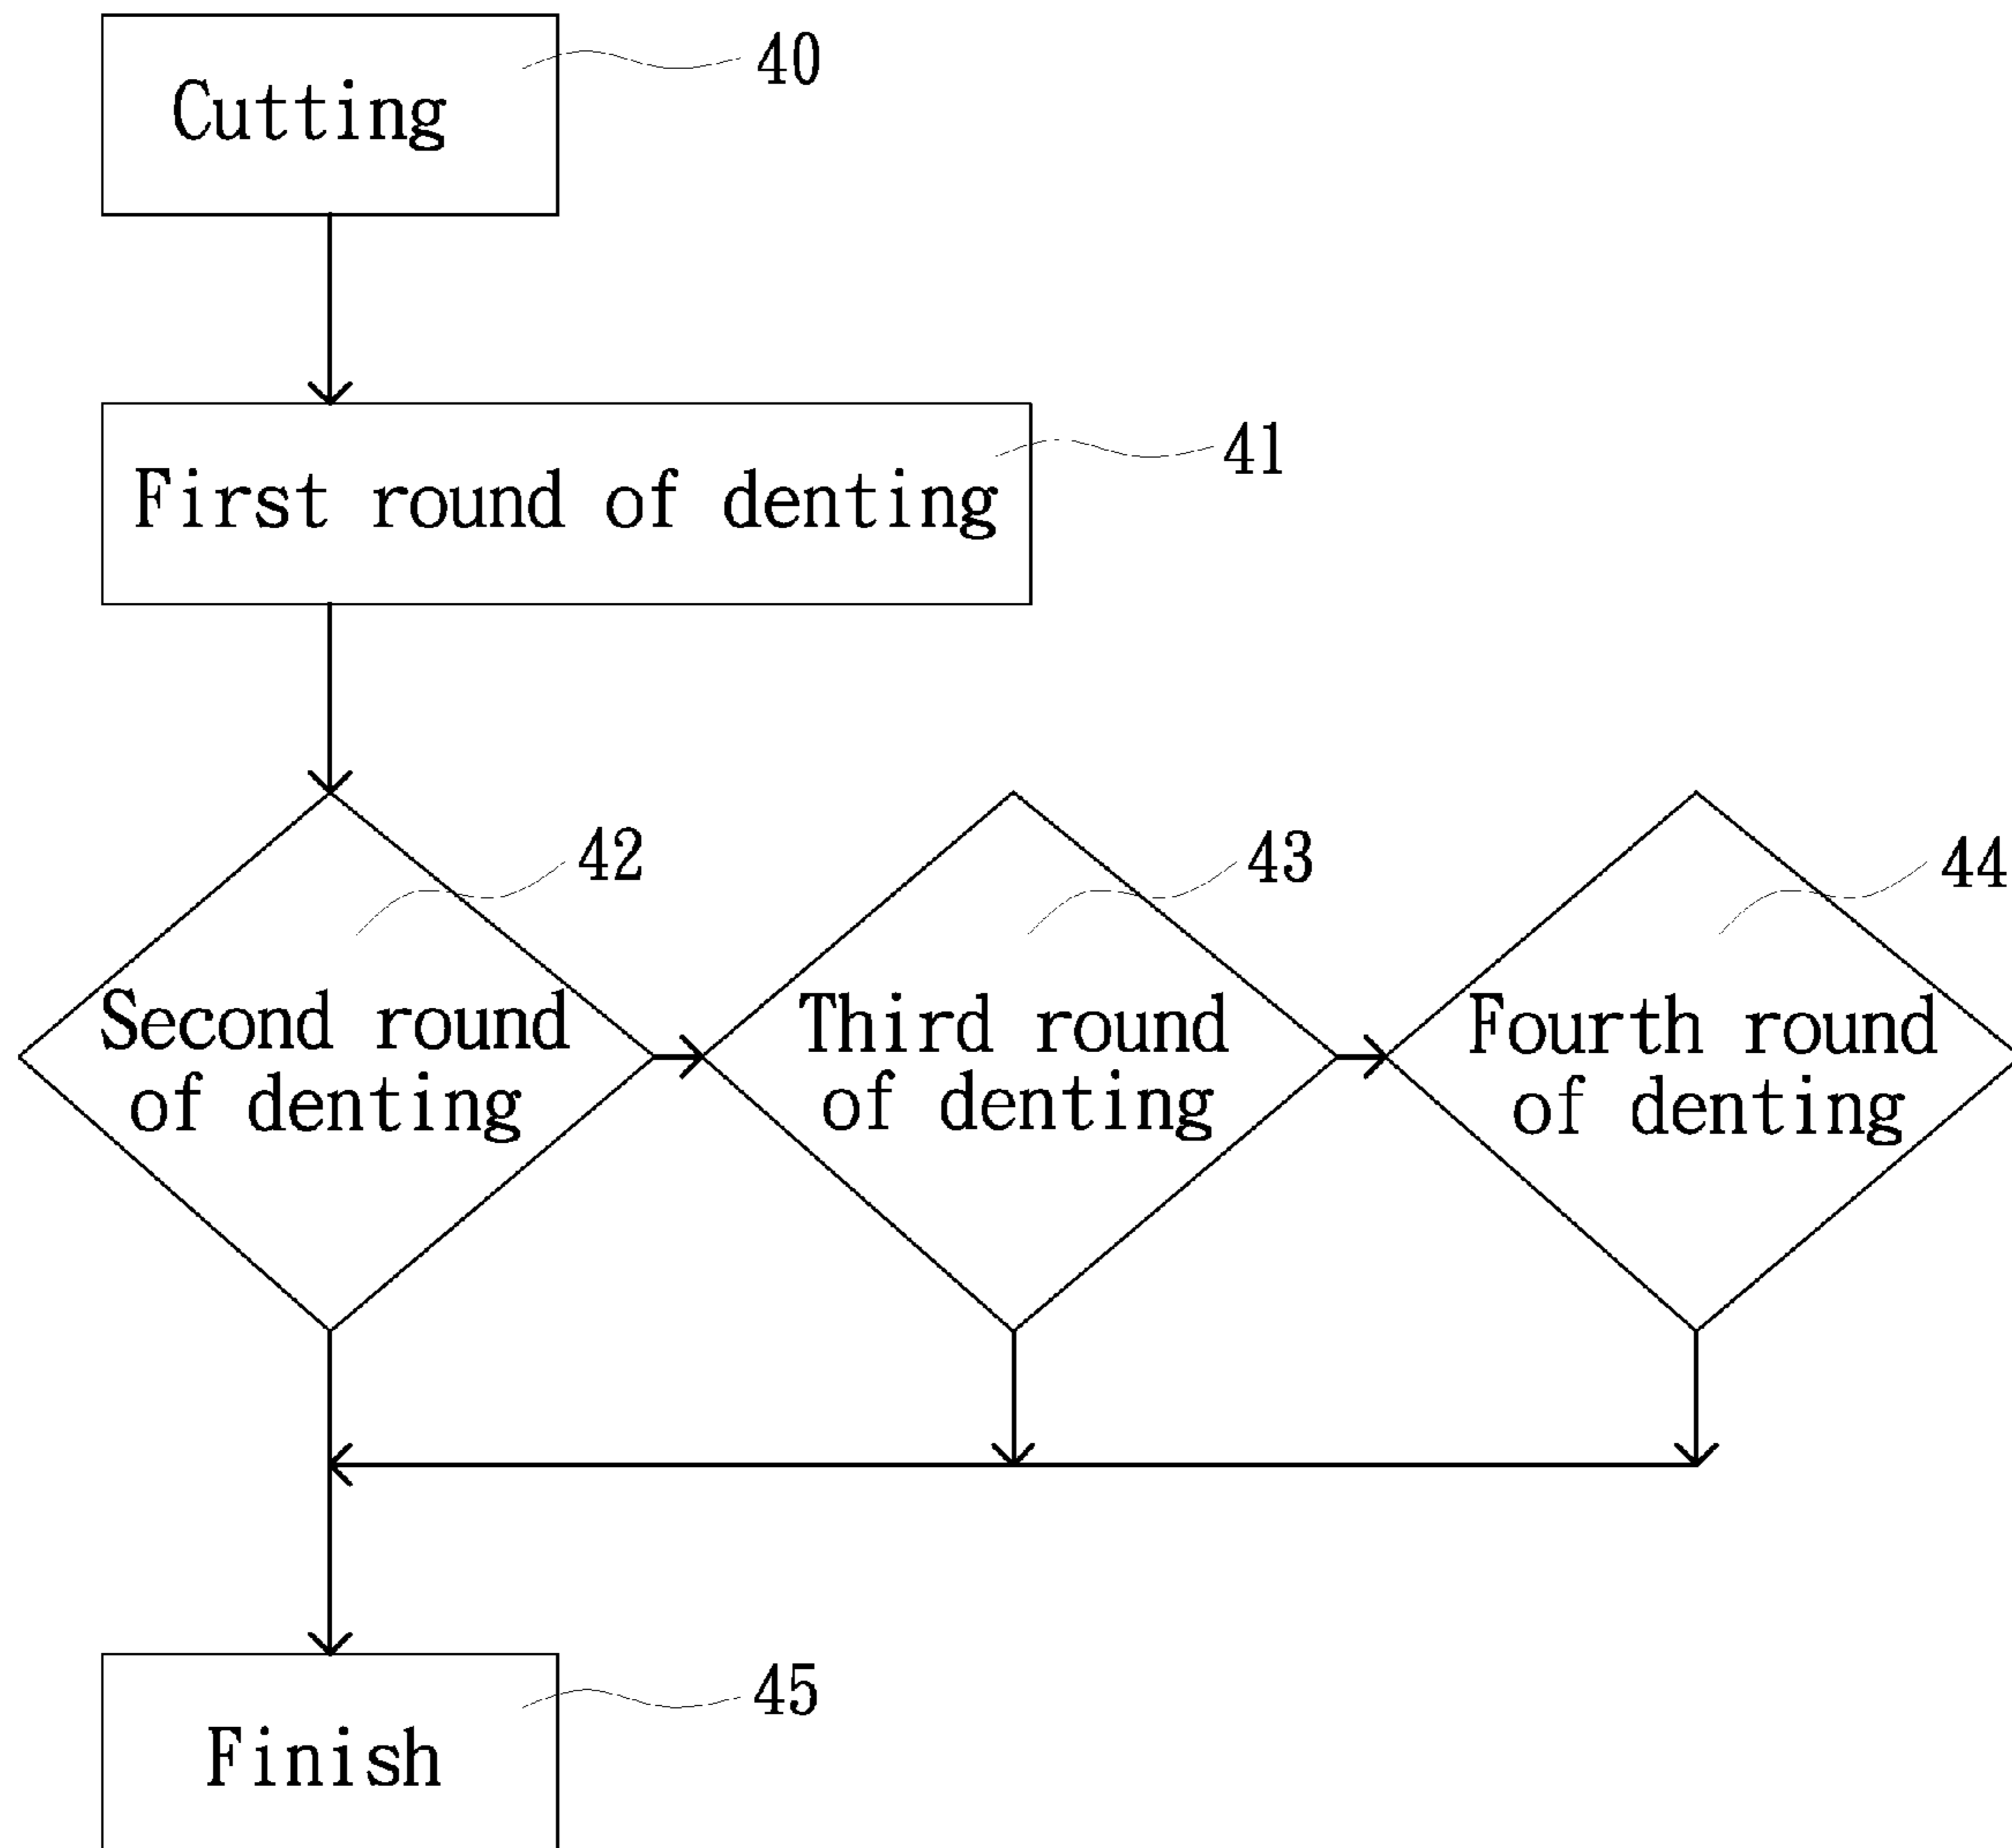 Cutting
40
First round of denting
41
42
43
44
Second round
of denting
Third round
of denting
Fourth round
of denting
Finish
45